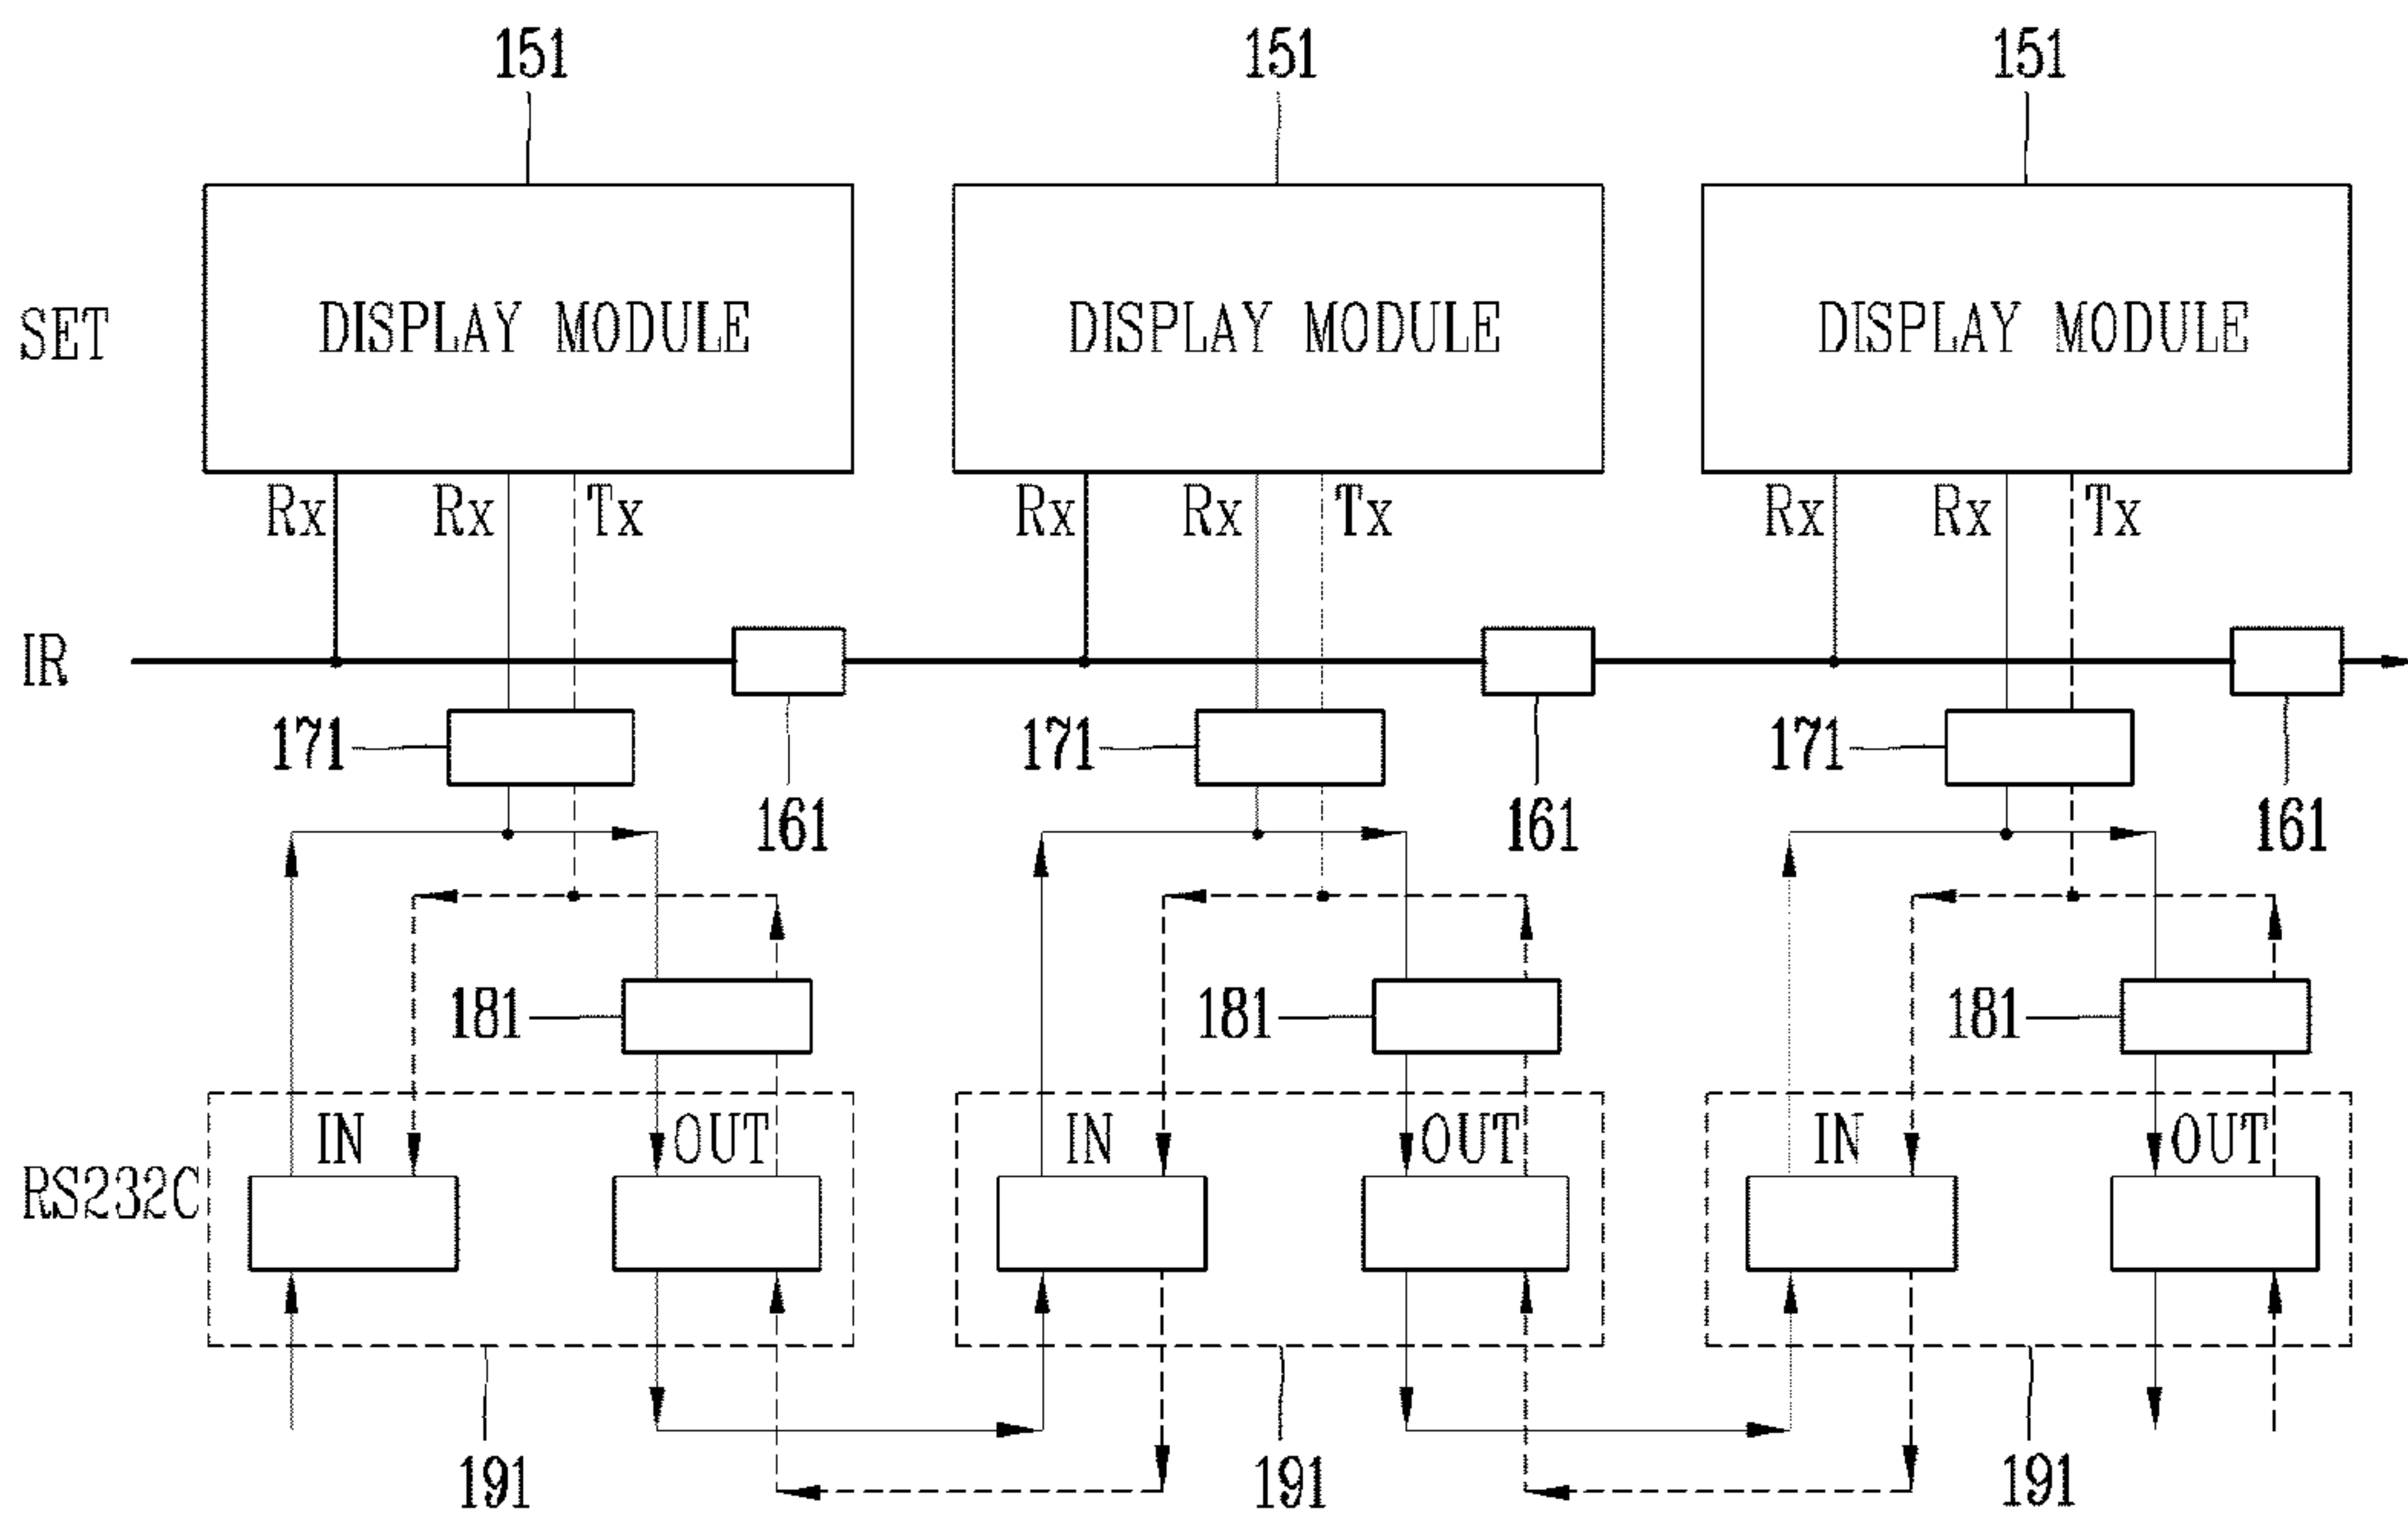 151 151 151
SET DISPLAY MODULE DISPLAY MODULE DISPLAY MODULE
Rx Rx Tx Rx Rx Tx Rx Rx Tx
IR
171 171 171
161 161 161
181 181 181
IN OUT IN OUT IN OUT
RS232C
191 191 191